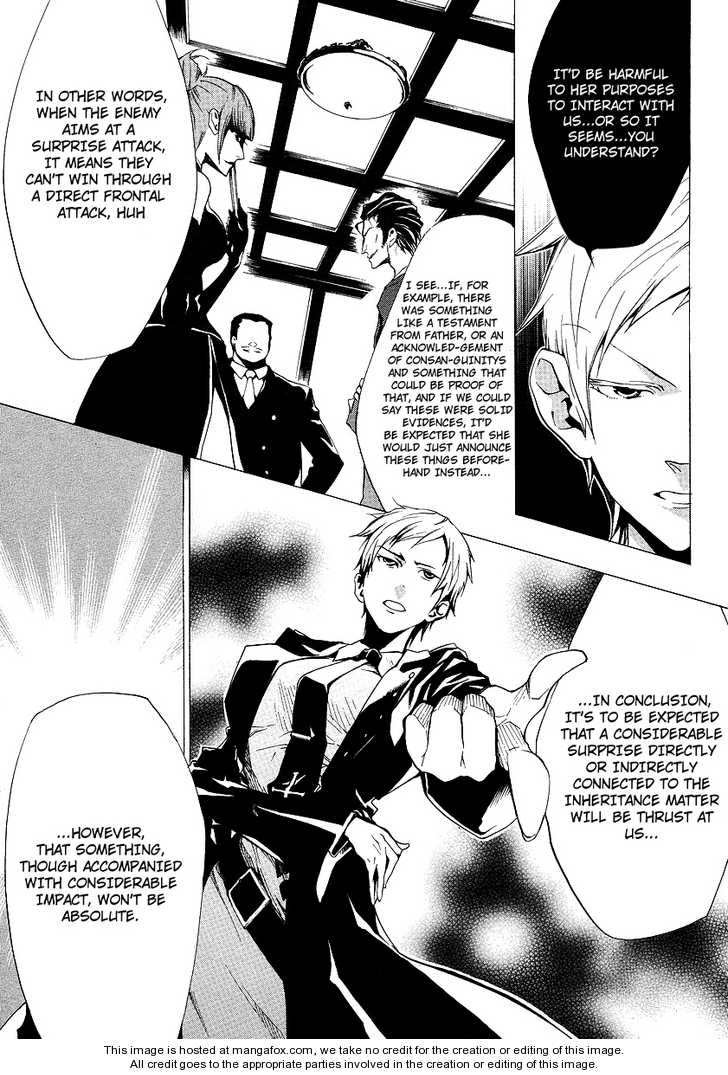 IT'D BE HARMFUL
TO HER PURPOSES
TO INTERACT WITH
US...OR SO IT
SEEMS...YOU
UNDERSTAND?
I SEE...IF, FOR
EXAMPLE, THERE
WAS SOMETHING
LIKE A TESTAMENT
FROM FATHER, OR AN
ACKNOWLED-GEMENT
OF CONSAN-GUINITYS
AND SOMETHING THAT
COULD BE PROOF OF
THAT, AND IF WE COULD
SAY THESE WERE SOLID
EVIDENCES, IT'D
BE EXPECTED THAT SHE
WOULD JUST ANNOUNCE
THESE THNGS BEFORE-
HAND INSTEAD...
IN OTHER WORDS,
WHEN THE ENEMY
AIMS AT A
SURPRISE ATTACK,
IT MEANS THEY
CAN'T WIN THROUGH
A DIRECT FRONTAL
ATTACK, HUH
...IN CONCLUSION,
IT'S TO BE EXPECTED
THAT A CONSIDERABLE
SURPRISE DIRECTLY
OR INDIRECTLY
CONNECTED TO THE
INHERITANCE MATTER
WILL BE THRUST AT
US...
...HOWEVER,
THAT SOMETHING,
THOUGH ACCOMPANIED
WITH CONSIDERABLE
IMPACT, WON'T BE
ABSOLUTE.
This image is hosted at mangafox.com, we take no credit for the creation or editing of this image.
All credit goes to the appropriate parties involved in the creation or editing of this image.